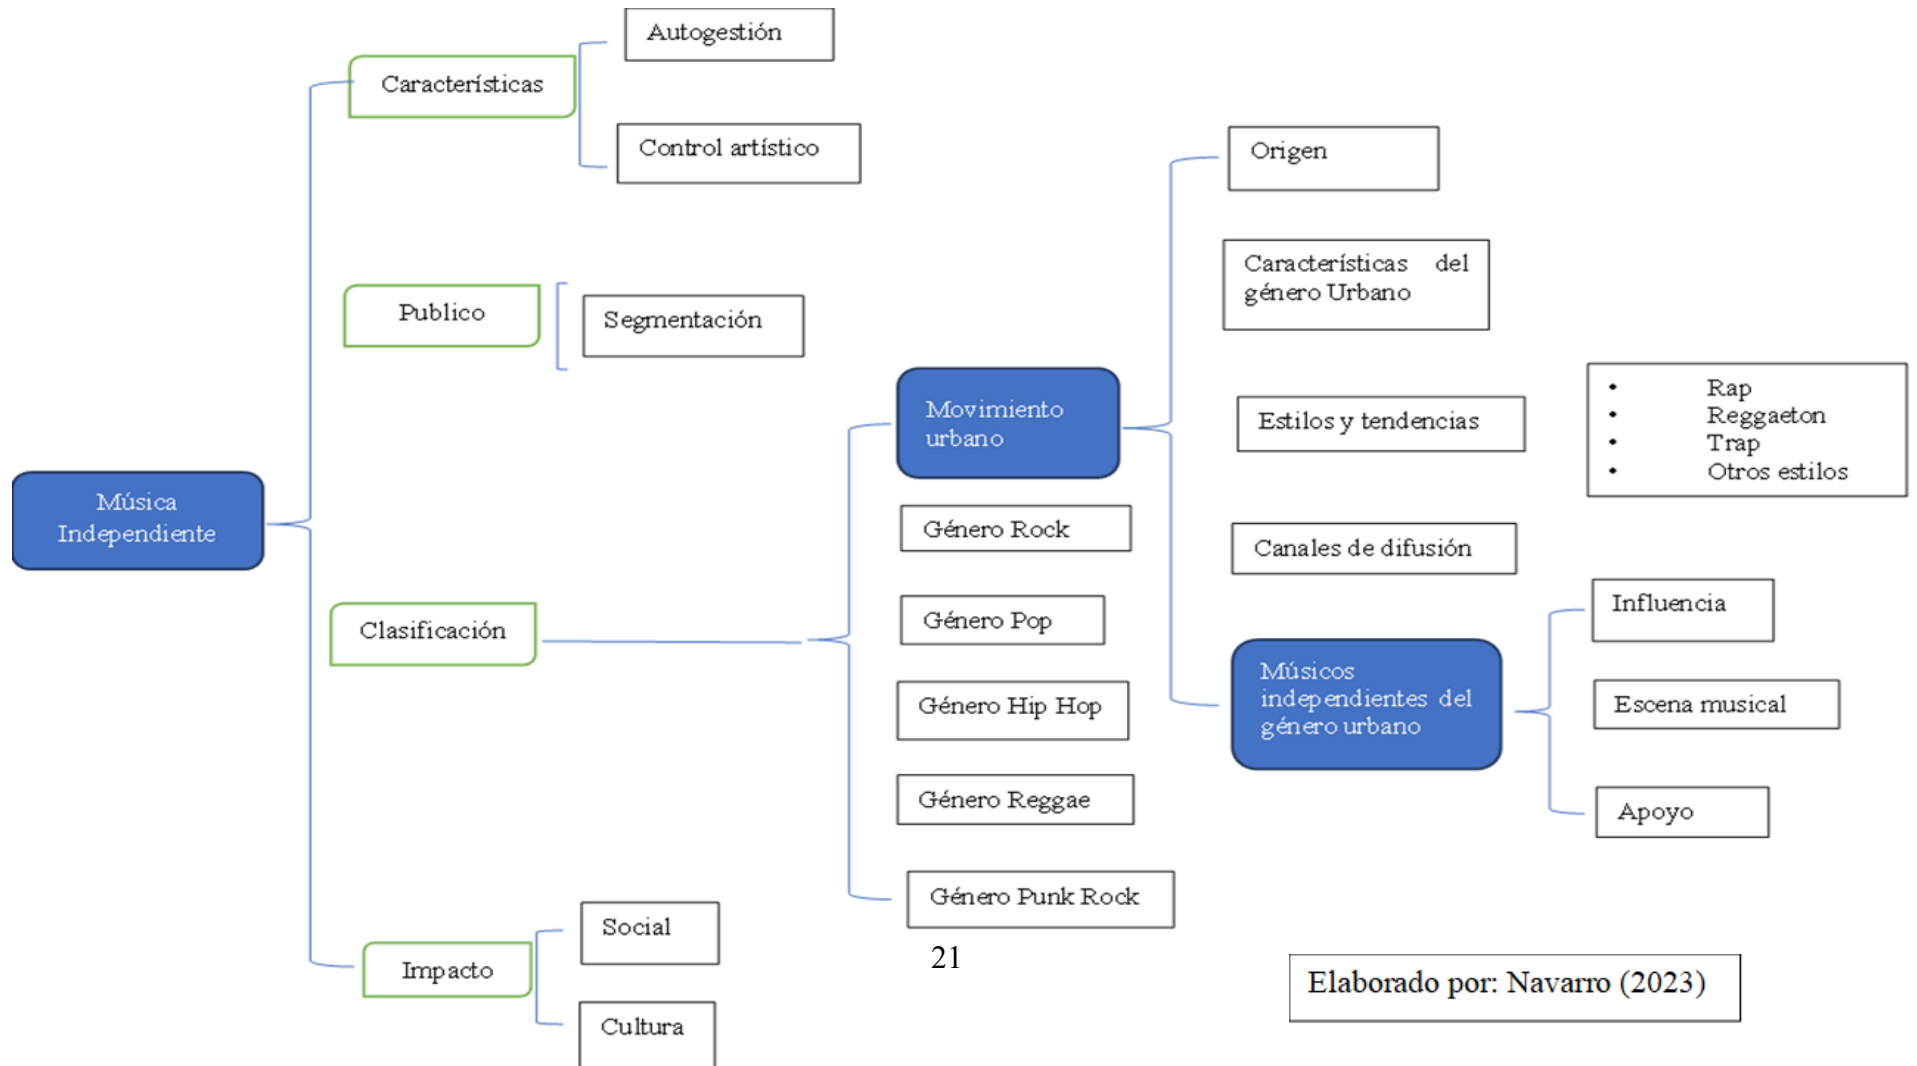 Autogestión
Características
Control artístico
Publico
Segmentación
Música
Independiente
Clasificación
Impacto
Social
Cultura
Movimiento
urbano
Género Rock
Género Pop
Género Hip Hop
Género Reggae
Género Punk Rock
21
Origen
Características del
género Urbano
Estilos y tendencias
• Rap
• Reggaeton
• Trap
• Otros estilos
Canales de difusión
Músicos
independientes del
género urbano
Influencia
Escena musical
Apoyo
Elaborado por: Navarro (2023)